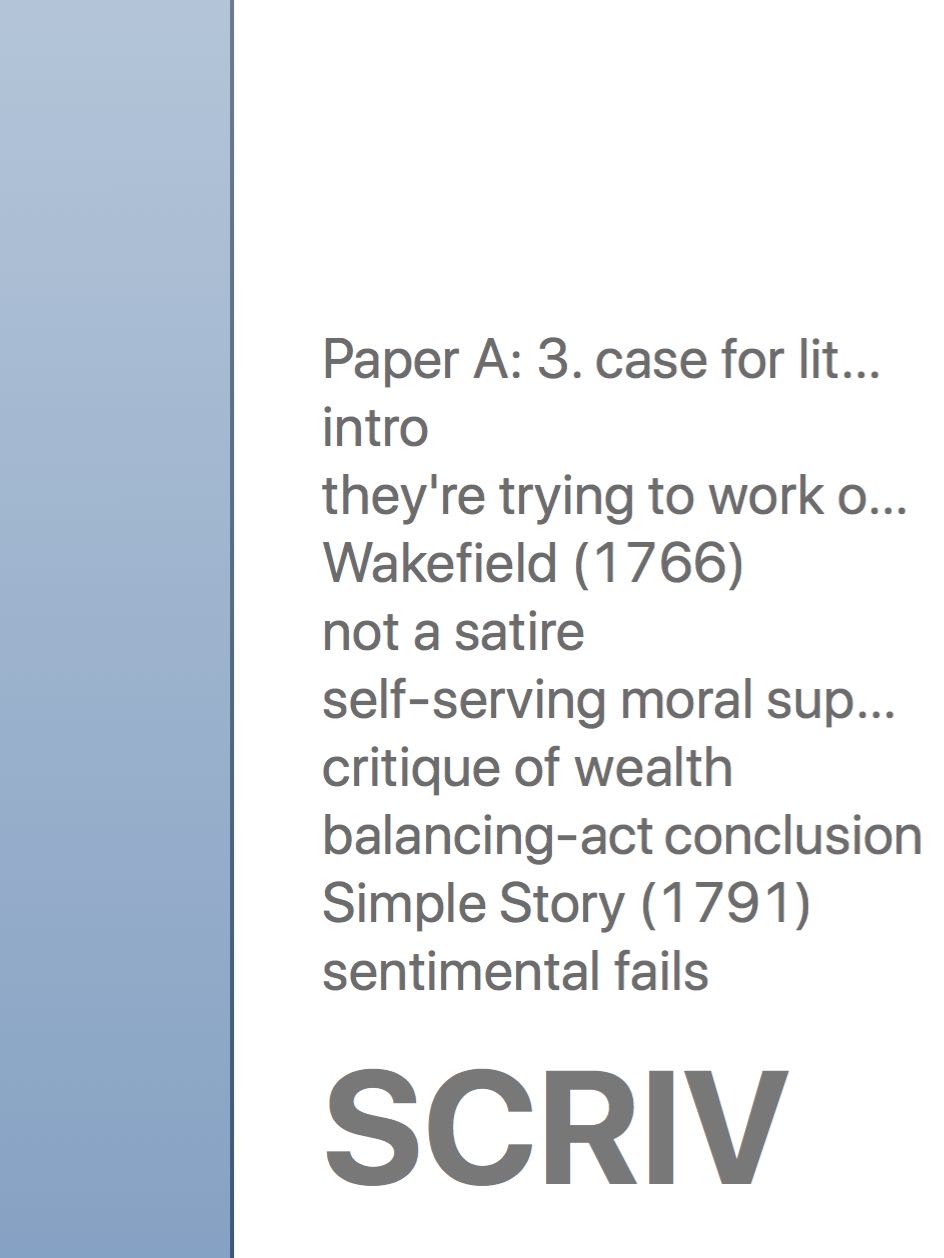 Paper A: 3. case for lit...
intro
they're trying to work o...
Wakefield (1766)
not a satire
self-serving moral sup...
critique of wealth
balancing-act conclusion
Simple Story (1791)
sentimental fails
SCRIV